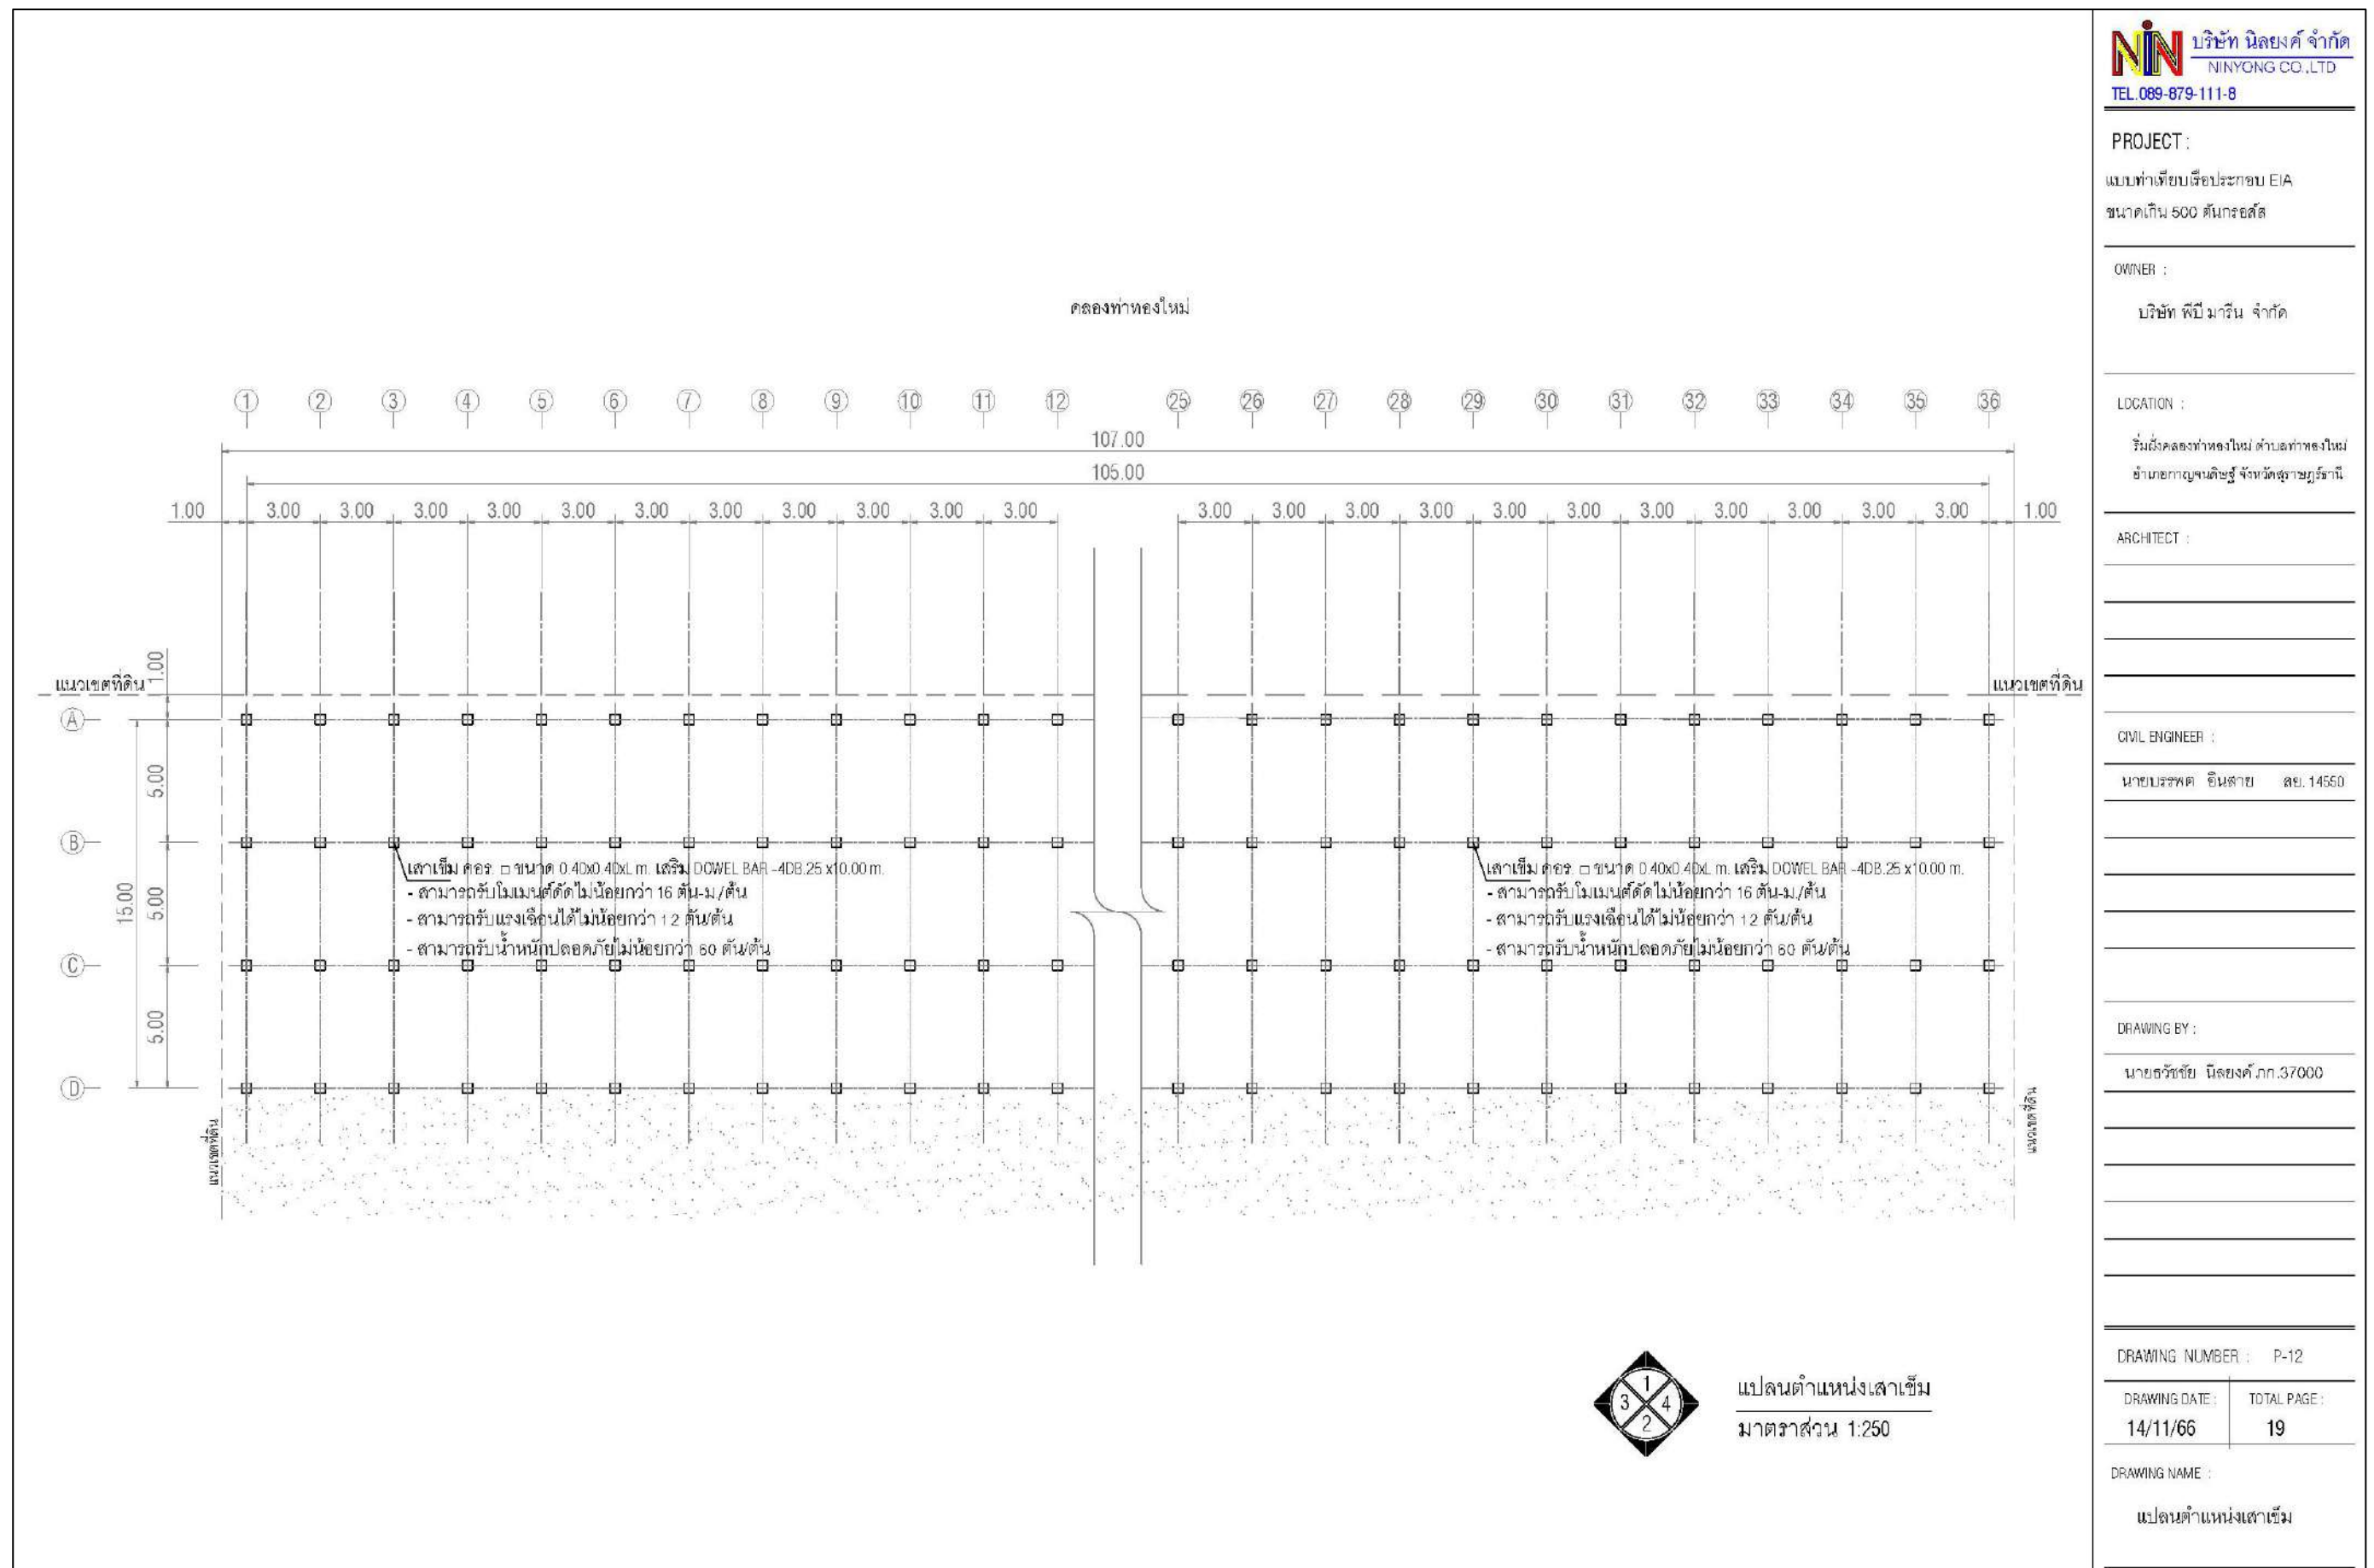 คลองท่าทองใหม่
1 2 3 4 5 6 7 8 9 10 11 12 25 26 27 28 29 30 31 32 33 34 35 36
107.00
105.00
1.00 3.00 3.00 3.00 3.00 3.00 3.00 3.00 3.00 3.00 3.00 3.00 3.00 3.00 3.00 3.00 3.00 3.00 3.00 3.00 3.00 3.00 3.00 1.00
1.00
แนวเขตที่ดิน
แนวเขตที่ดิน
A
5.00
B
15.00
5.00
C
5.00
D
เสาเข็ม คอร. □ ขนาด 0.40x0.40xL m. เสริม DOWEL BAR -4DB.25 x10.00 m.
- สามารถรับโมเมนต์ดัดไม่น้อยกว่า 16 ตัน-ม./ต้น
- สามารถรับแรงเฉือนได้ไม่น้อยกว่า 12 ตัน/ต้น
- สามารถรับน้ำหนักปลอดภัยไม่น้อยกว่า 60 ตัน/ต้น
เสาเข็ม คอร. □ ขนาด 0.40x0.40xL m. เสริม DOWEL BAR -4DB.25 x10.00 m.
- สามารถรับโมเมนต์ดัดไม่น้อยกว่า 16 ตัน-ม./ต้น
- สามารถรับแรงเฉือนได้ไม่น้อยกว่า 12 ตัน/ต้น
- สามารถรับน้ำหนักปลอดภัยไม่น้อยกว่า 60 ตัน/ต้น
แนวเขตที่ดิน
แนวเขตที่ดิน
1
3 4
2
แปลนตำแหน่งเสาเข็ม
มาตราส่วน 1:250
NiN
บริษัท นิลยงค์ จำกัด
NINYONG CO.,LTD
TEL.089-879-111-8
PROJECT :
แบบท่าเทียบเรือประกอบ EIA
ขนาดเกิน 500 ตันกรอส์ส
OWNER :
บริษัท พีปี มารีน จำกัด
LOCATION :
ริมฝั่งคลองท่าทองใหม่ ตำบลท่าทองใหม่
อำเภอกาญจนดิษฐ์ จังหวัดสุราษฎร์ธานี
ARCHITECT :
CIVIL ENGINEER :
นายบรรพต อินสาย สย. 14550
DRAWING BY :
นายธวัชชัย นิลยงค์ ภก.37000
DRAWING NUMBER : P-12
DRAWING DATE : TOTAL PAGE :
14/11/66 19
DRAWING NAME :
แปลนตำแหน่งเสาเข็ม